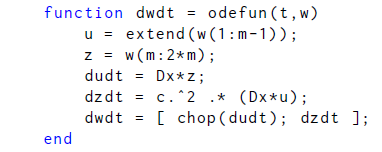 function dwdt = odefun(t,w)
u = extend(w(1:m-1));
z = w(m:2*m);
dudt = Dx*z;
dzdt = c.^2 .* (Dx*u);
dwdt = [ chop(dudt); dzdt ];
end